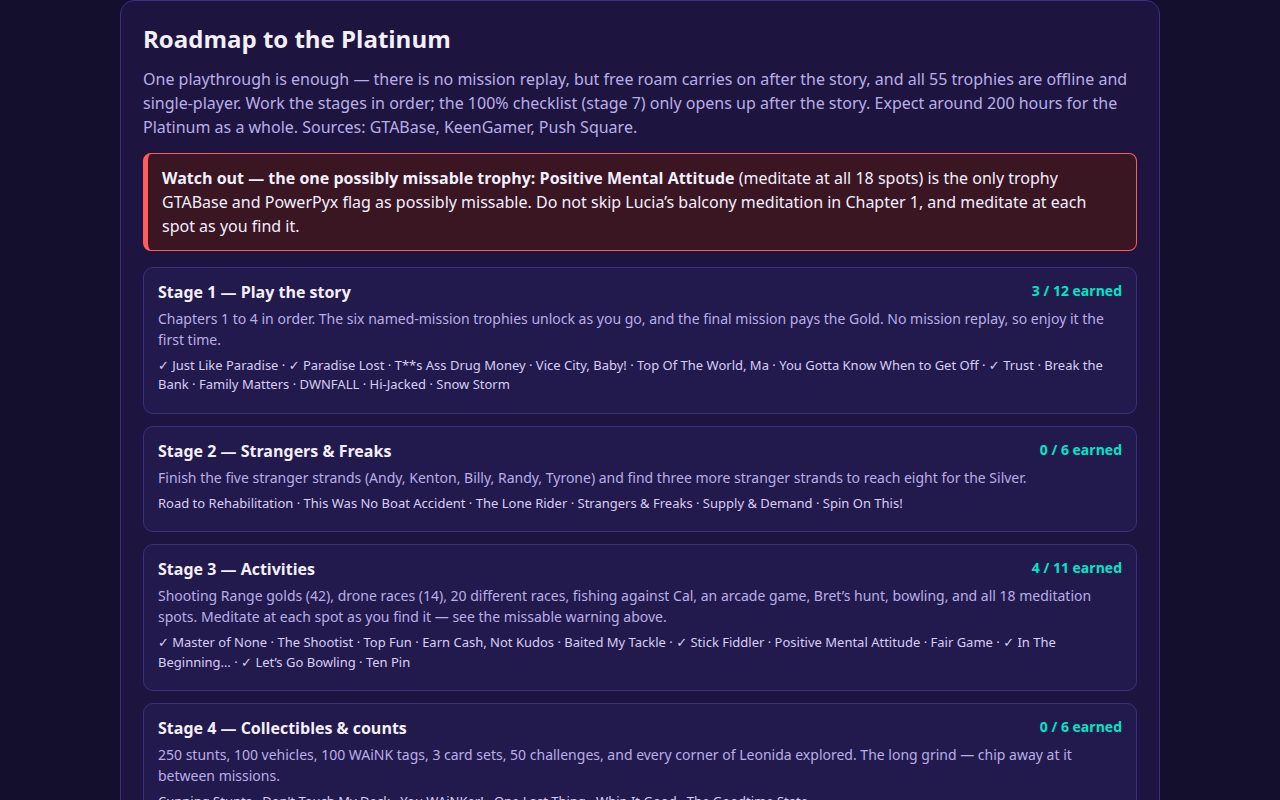 Roadmap to the Platinum
One playthrough is enough — there is no mission replay, but free roam carries on after the story, and all 55 trophies are offline and
single-player. Work the stages in order; the 100% checklist (stage 7) only opens up after the story. Expect around 200 hours for the
Platinum as a whole. Sources: GTABase, KeenGamer, Push Square.
Watch out — the one possibly missable trophy: Positive Mental Attitude (meditate at all 18 spots) is the only trophy
GTABase and PowerPyx flag as possibly missable. Do not skip Lucia’s balcony meditation in Chapter 1, and meditate at each
spot as you find it.
Stage 1 — Play the story 3 / 12 earned
Chapters 1 to 4 in order. The six named-mission trophies unlock as you go, and the final mission pays the Gold. No mission replay, so enjoy it the
first time.
✓ Just Like Paradise · ✓ Paradise Lost · T**s Ass Drug Money · Vice City, Baby! · Top Of The World, Ma · You Gotta Know When to Get Off · ✓ Trust · Break the
Bank · Family Matters · DWNFALL · Hi-Jacked · Snow Storm
Stage 2 — Strangers & Freaks 0 / 6 earned
Finish the five stranger strands (Andy, Kenton, Billy, Randy, Tyrone) and find three more stranger strands to reach eight for the Silver.
Road to Rehabilitation · This Was No Boat Accident · The Lone Rider · Strangers & Freaks · Supply & Demand · Spin On This!
Stage 3 — Activities 4 / 11 earned
Shooting Range golds (42), drone races (14), 20 different races, fishing against Cal, an arcade game, Bret’s hunt, bowling, and all 18 meditation
spots. Meditate at each spot as you find it — see the missable warning above.
✓ Master of None · The Shootist · Top Fun · Earn Cash, Not Kudos · Baited My Tackle · ✓ Stick Fiddler · Positive Mental Attitude · Fair Game · ✓ In The
Beginning... · ✓ Let’s Go Bowling · Ten Pin
Stage 4 — Collectibles & counts 0 / 6 earned
250 stunts, 100 vehicles, 100 WAiNK tags, 3 card sets, 50 challenges, and every corner of Leonida explored. The long grind — chip away at it
between missions.